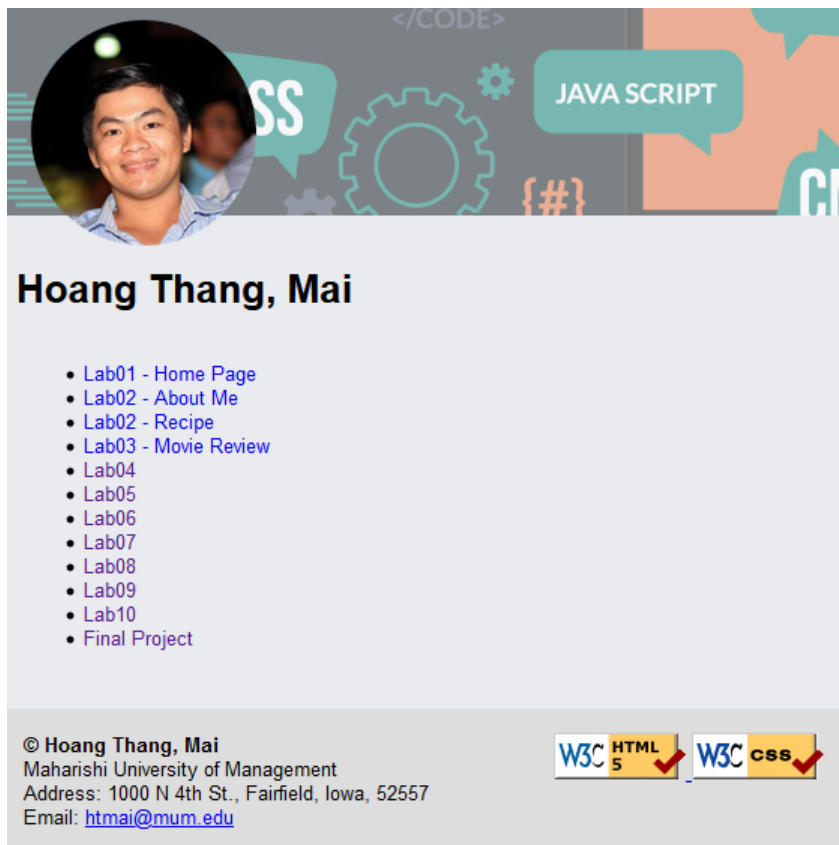 </CODE>
SS
JAVA SCRIPT
{#}
Hoang Thang, Mai
Lab01 - Home Page
Lab02 - About Me
Lab02 - Recipe
Lab03 - Movie Review
Lab04
Lab05
Lab06
Lab07
Lab08
Lab09
Lab10
Final Project
© Hoang Thang, Mai
Maharishi University of Management
Address: 1000 N 4th St., Fairfield, Iowa, 52557
Email: htmai@mum.edu
W3C HTML 5
W3C css